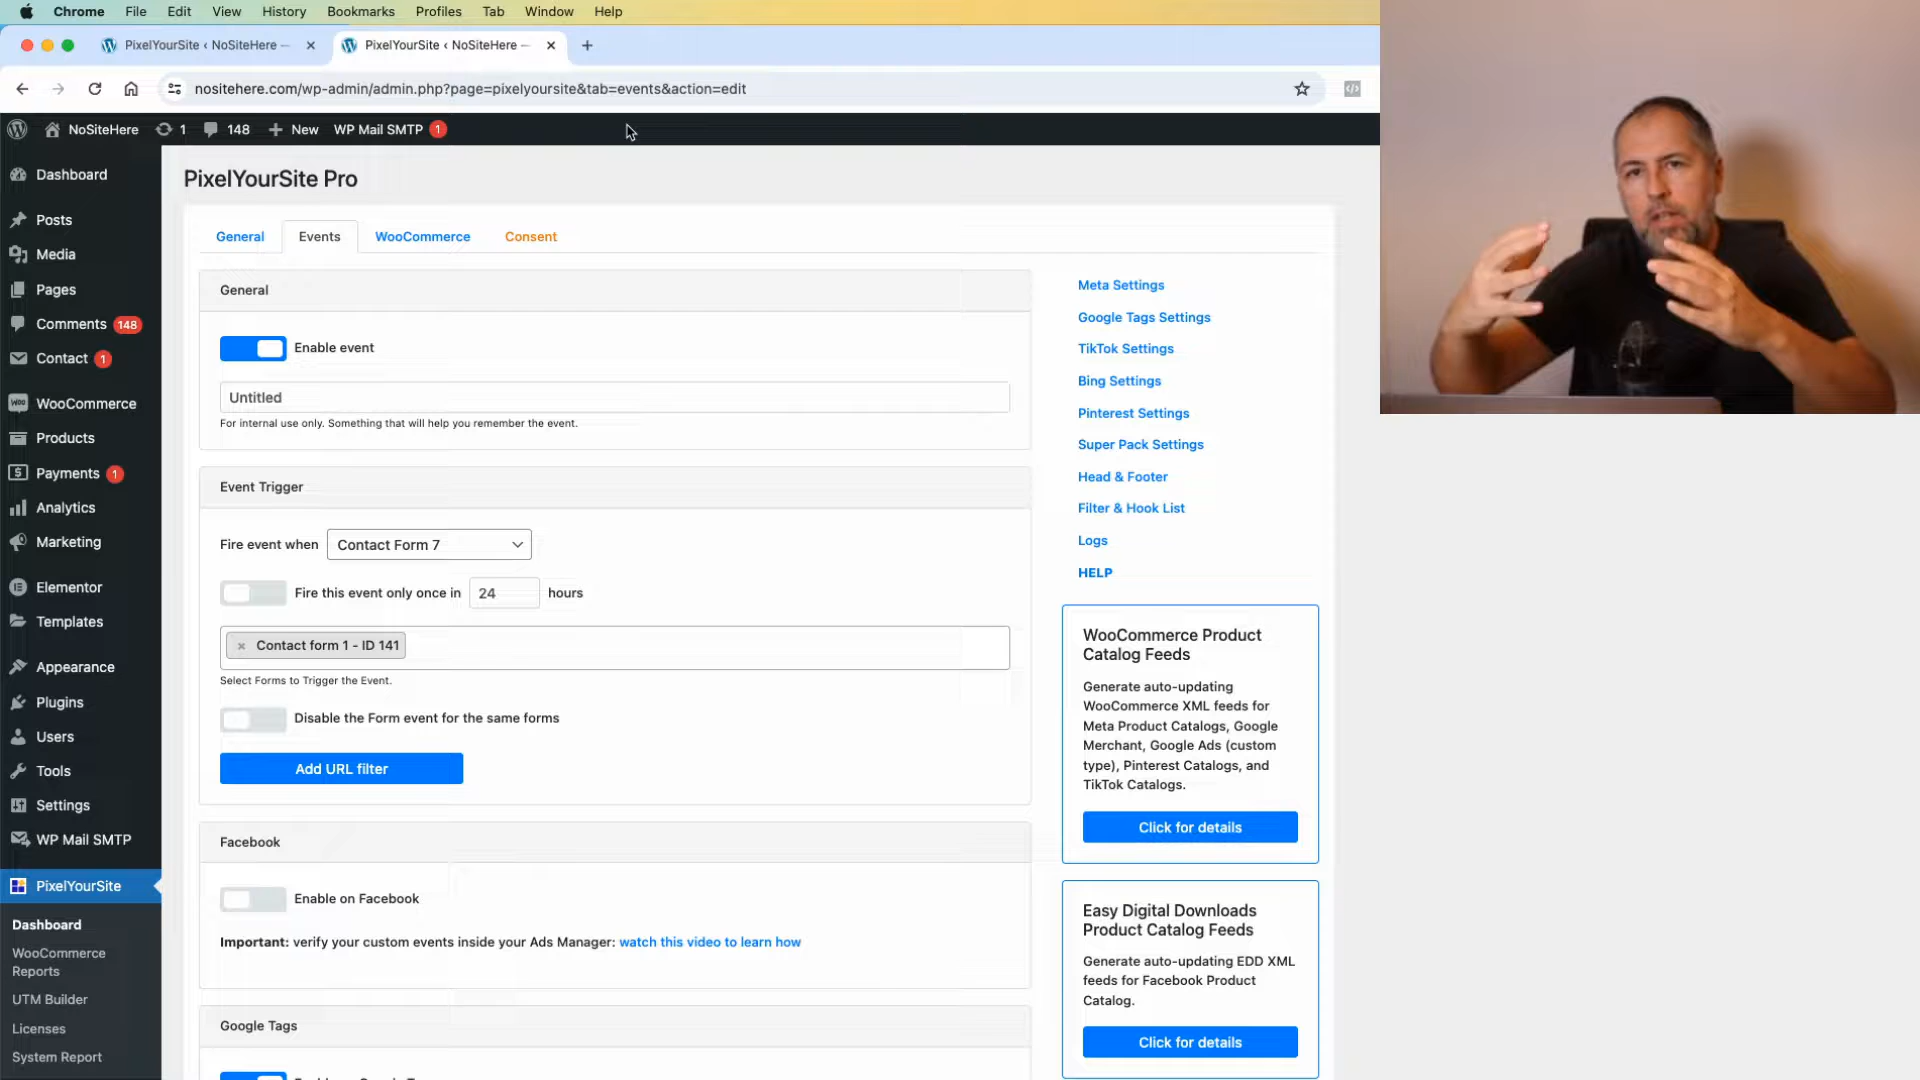 Chrome File Edit View History Bookmarks Profiles Tab Window Help
PixelYourSite ‹ NoSiteHere — PixelYourSite ‹ NoSiteHere —
nositehere.com/wp-admin/admin.php?page=pixelyoursite&tab=events&action=edit
NoSiteHere 1 148 New WP Mail SMTP 1
Dashboard
Posts
Media
Pages
Comments 148
Contact 1
WooCommerce
Products
Payments 1
Analytics
Marketing
Elementor
Templates
Appearance
Plugins
Users
Tools
Settings
WP Mail SMTP
PixelYourSite
Dashboard
WooCommerce
Reports
UTM Builder
Licenses
System Report
PixelYourSite Pro
General Events WooCommerce Consent
General
Enable event
Untitled
For internal use only. Something that will help you remember the event.
Event Trigger
Fire event when Contact Form 7
Fire this event only once in 24 hours
× Contact form 1 - ID 141
Select Forms to Trigger the Event.
Disable the Form event for the same forms
Add URL filter
Facebook
Enable on Facebook
Important: verify your custom events inside your Ads Manager: watch this video to learn how
Google Tags
Meta Settings
Google Tags Settings
TikTok Settings
Bing Settings
Pinterest Settings
Super Pack Settings
Head & Footer
Filter & Hook List
Logs
HELP
WooCommerce Product
Catalog Feeds
Generate auto-updating
WooCommerce XML feeds for
Meta Product Catalogs, Google
Merchant, Google Ads (custom
type), Pinterest Catalogs, and
TikTok Catalogs.
Click for details
Easy Digital Downloads
Product Catalog Feeds
Generate auto-updating EDD XML
feeds for Facebook Product
Catalog.
Click for details